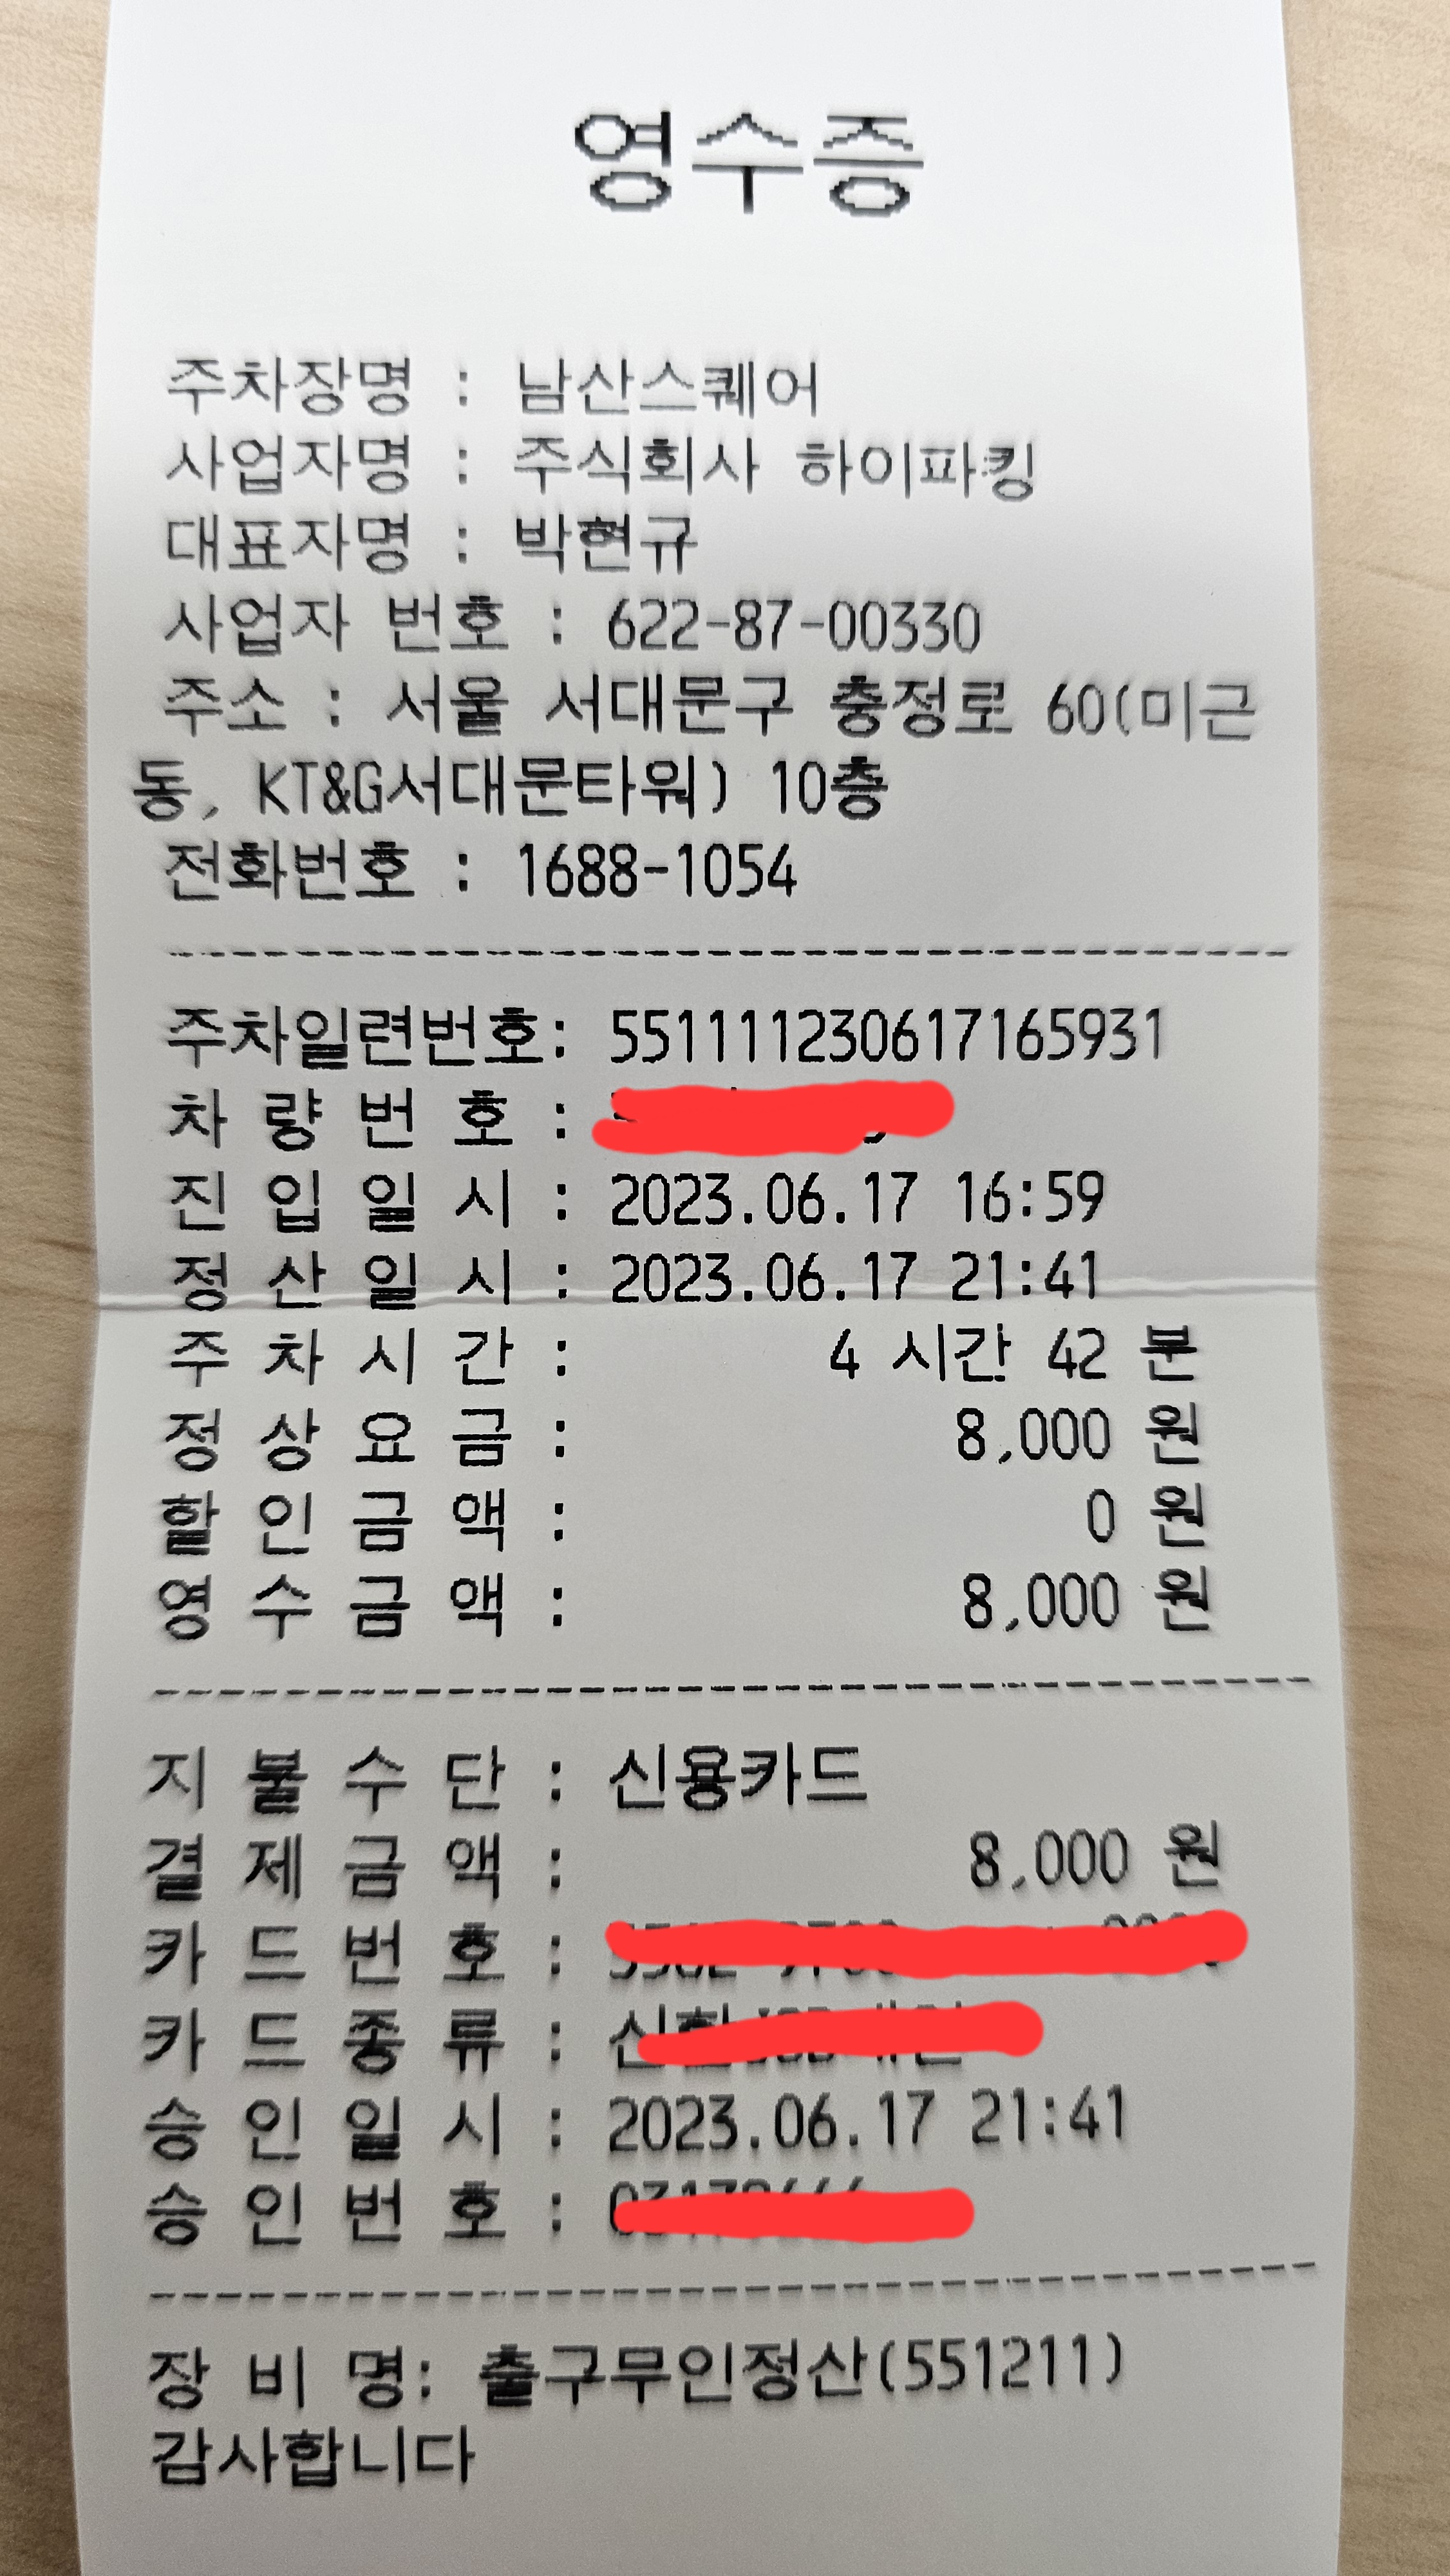 영수증
주차장명 : 남산스퀘어
사업자명 : 주식회사 하이파킹
대표자명 : 박현규
사업자 번호 : 622-87-00330
주소 : 서울 서대문구 충정로 60(미근
동, KT&G서대문타워) 10층
전화번호 : 1688-1054
주차일련번호: 551111230617165931
차 량 번 호 :
진 입 일 시 : 2023.06.17 16:59
정 산 일 시 : 2023.06.17 21:41
주 차 시 간 : 4 시간 42 분
정 상 요 금 : 8,000 원
할 인 금 액 : 0 원
영 수 금 액 : 8,000 원
지 불 수 단 : 신용카드
결 제 금 액 : 8,000 원
카 드 번 호 :
카 드 종 류 :
승 인 일 시 : 2023.06.17 21:41
승 인 번 호 :
장 비 명: 출구무인정산(551211)
감사합니다